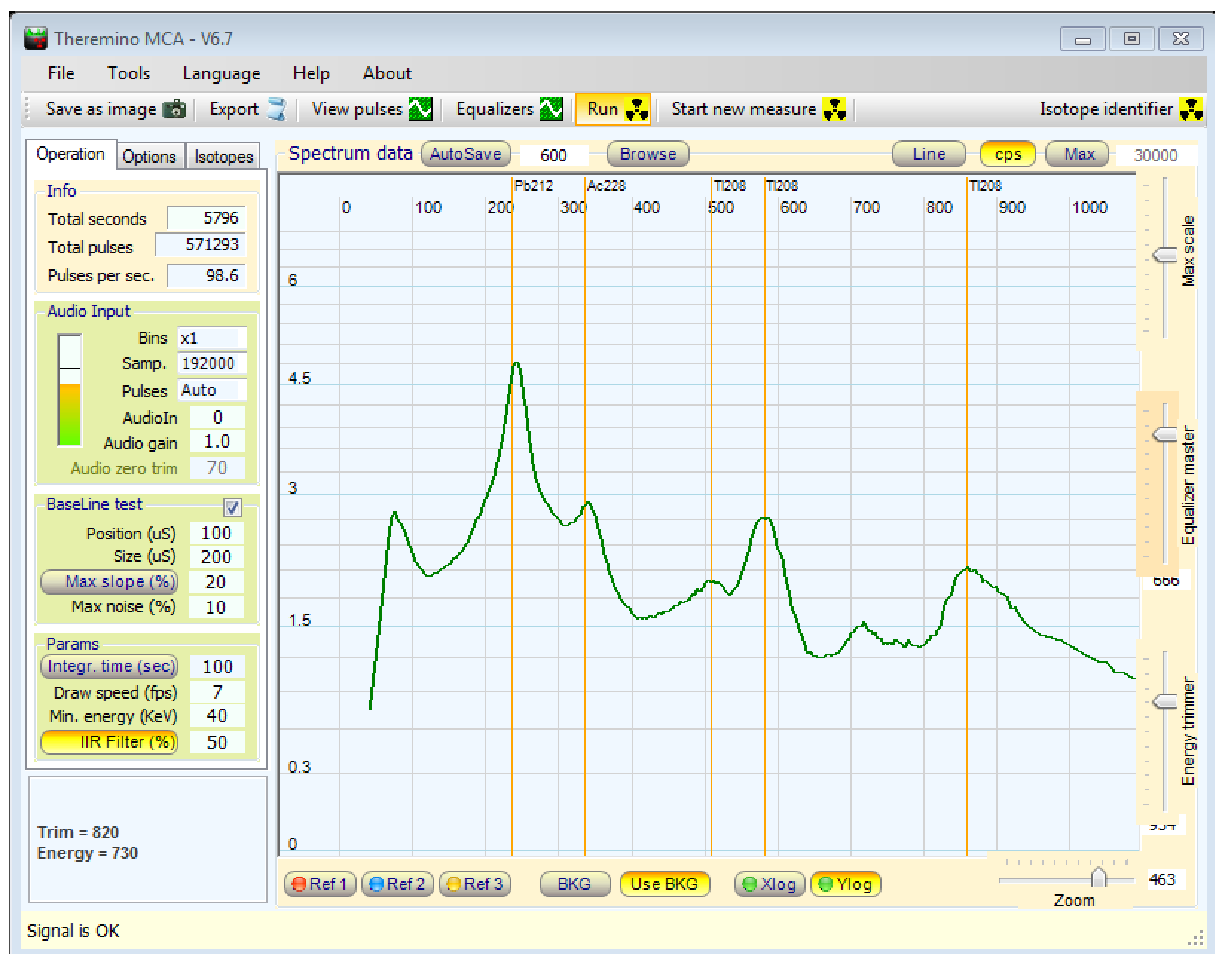 Theremino MCA - V6.7
File Tools Language Help About
Save as image Export View pulses Equalizers Run Start new measure Isotope identifier
Operation Options Isotopes
Spectrum data AutoSave 600 Browse Line cps Max 30000
Info
Total seconds 5796
Total pulses 571293
Pulses per sec. 98.6
Audio Input
Bins x1
Samp. 192000
Pulses Auto
AudioIn 0
Audio gain 1.0
Audio zero trim 70
BaseLine test
Position (uS) 100
Size (uS) 200
Max slope (%) 20
Max noise (%) 10
Params
Integr. time (sec) 100
Draw speed (fps) 7
Min. energy (KeV) 40
IIR Filter (%) 50
Trim = 820
Energy = 730
Pb212 Ac228 Tl208 Tl208 Tl208
0 100 200 300 400 500 600 700 800 900 1000
6
4.5
3
1.5
0.3
0
Max scale
Equalizer master
666
Energy trimmer
934
Ref 1 Ref 2 Ref 3 BKG Use BKG Xlog Ylog
463
Zoom
Signal is OK